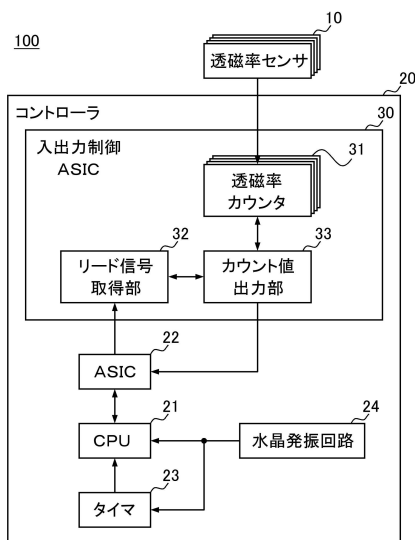 100
10
透磁率センサ
20
コントローラ
30
入出力制御
ASIC
31
透磁率
カウンタ
32
リード信号
取得部
33
カウント値
出力部
22
ASIC
21
CPU
24
水晶発振回路
23
タイマ